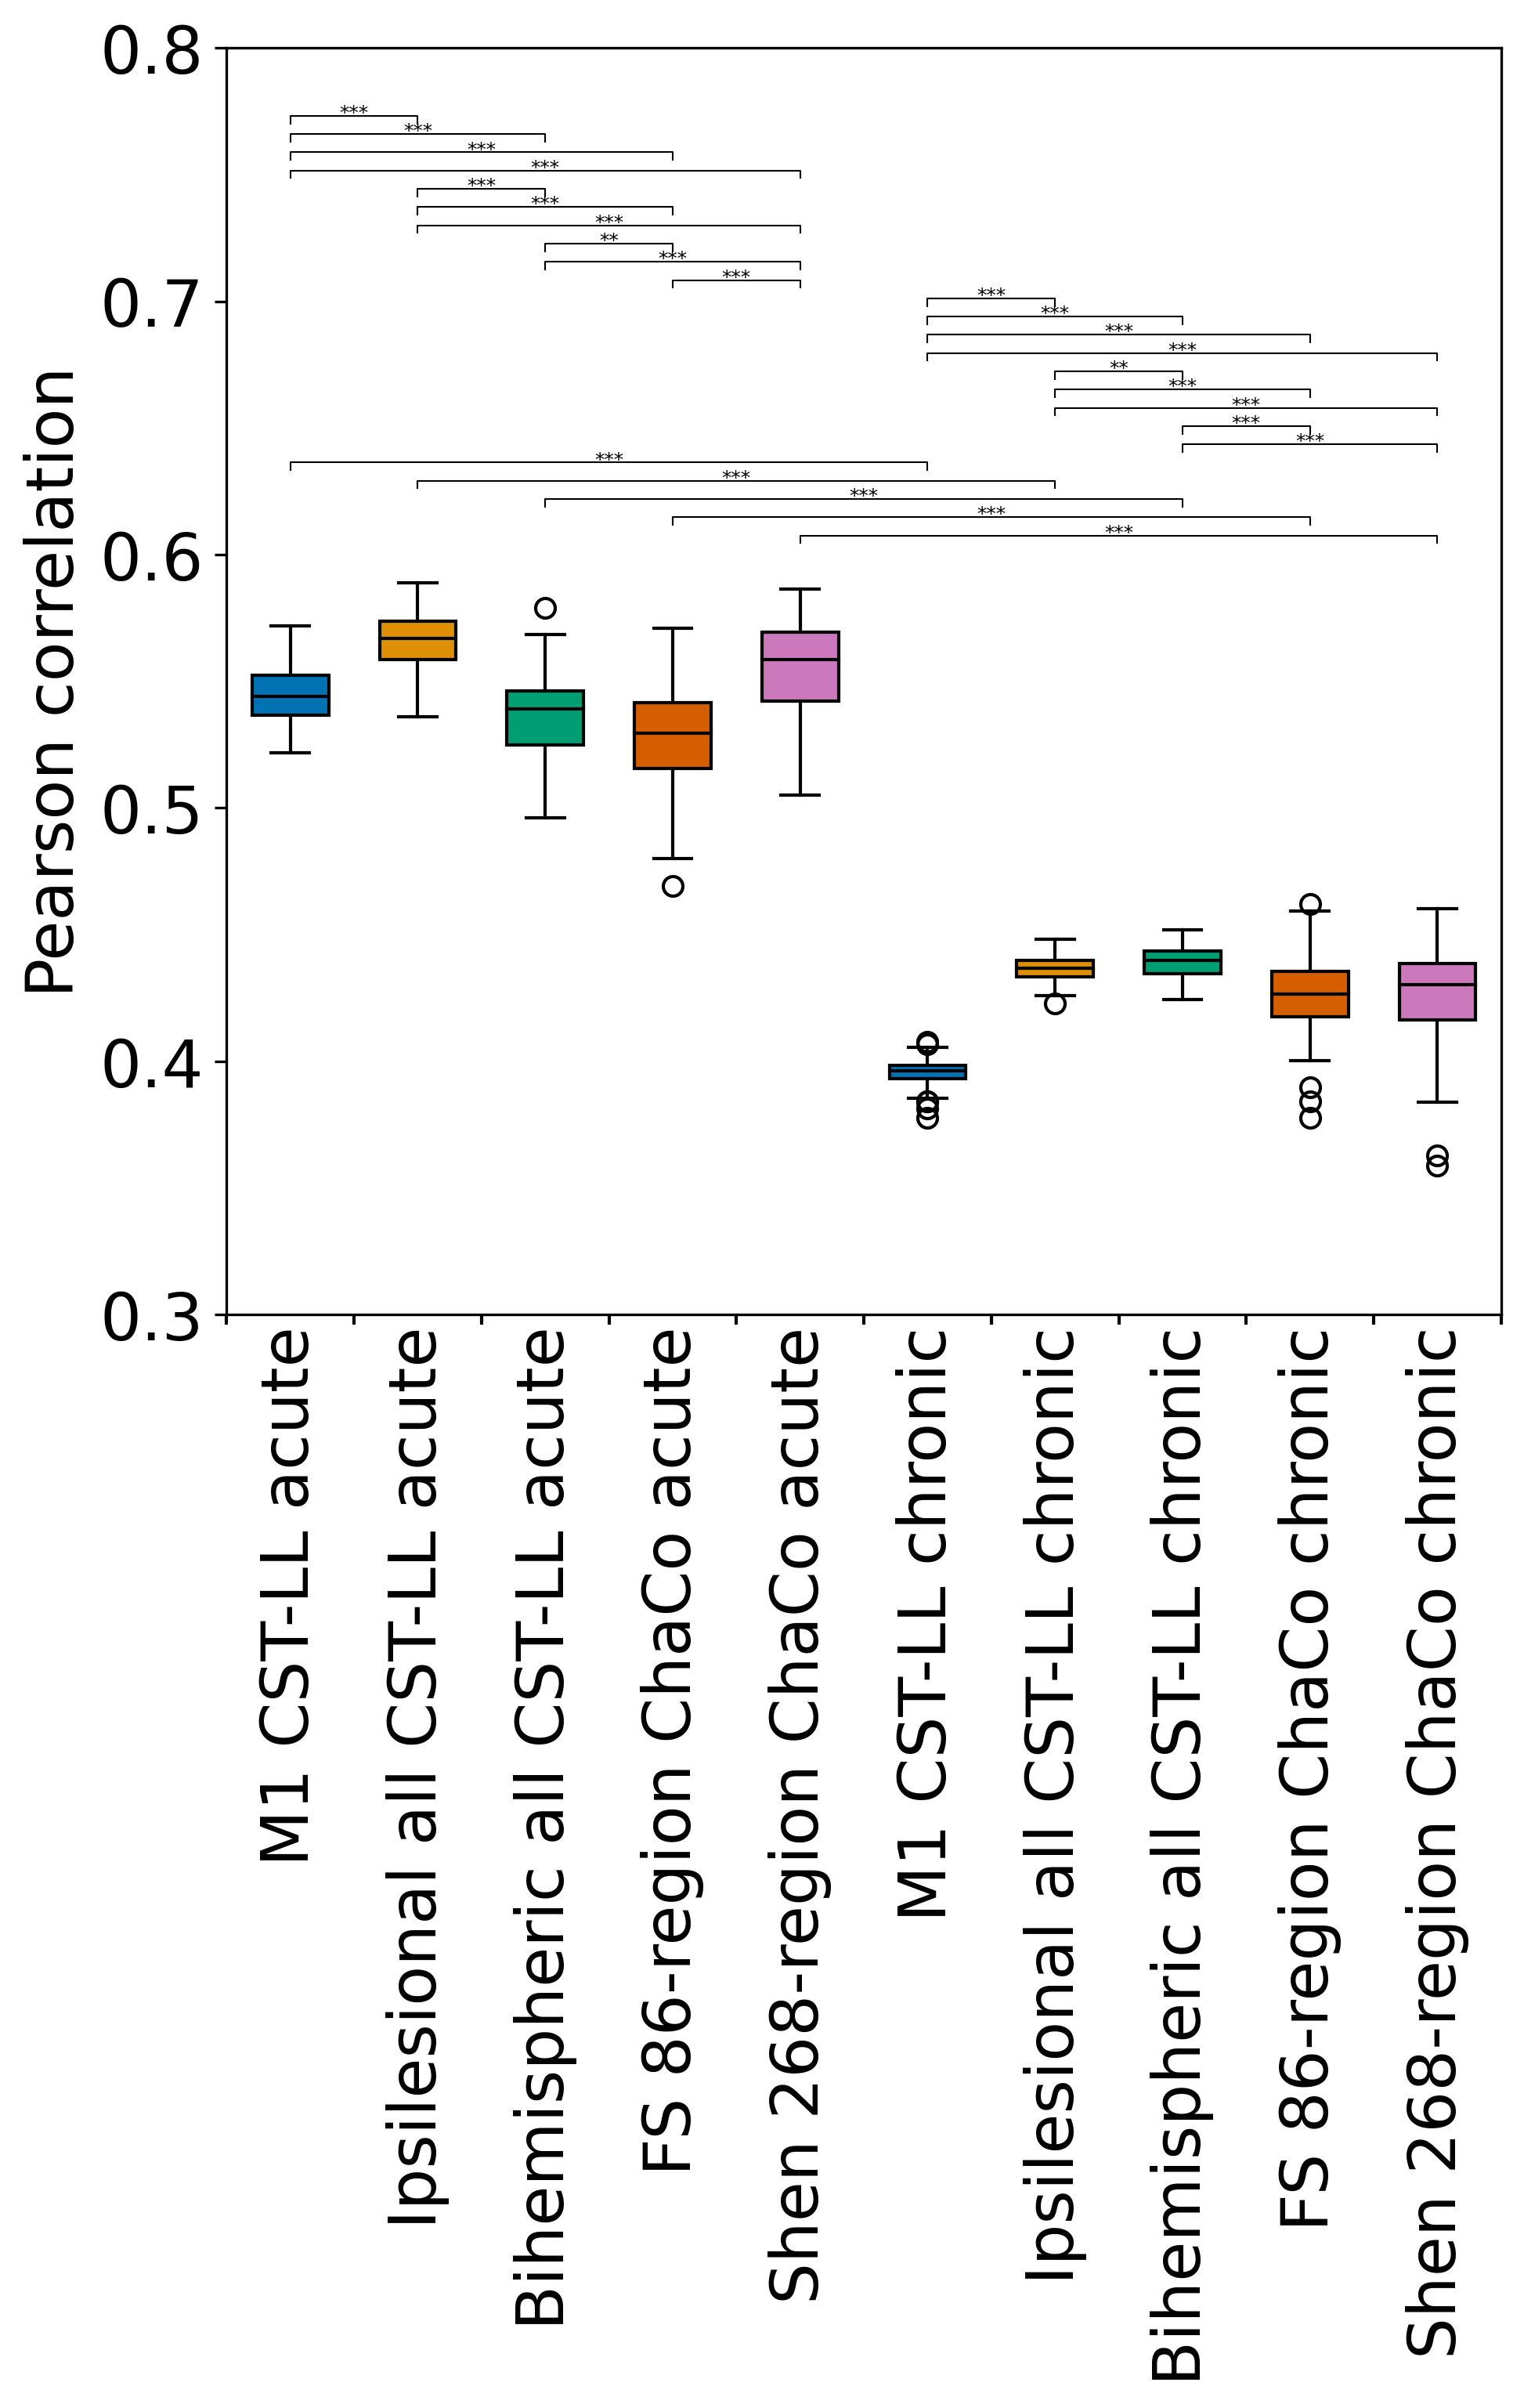 0.8
0.7
0.6
0.5
0.4
0.3
Pearson correlation
***
***
***
***
***
***
***
**
***
***
***
***
***
***
**
***
***
***
***
***
***
***
***
***
M1 CST-LL acute
Ipsilesional all CST-LL acute
Bihemispheric all CST-LL acute
FS 86-region ChaCo acute
Shen 268-region ChaCo acute
M1 CST-LL chronic
Ipsilesional all CST-LL chronic
Bihemispheric all CST-LL chronic
FS 86-region ChaCo chronic
Shen 268-region ChaCo chronic